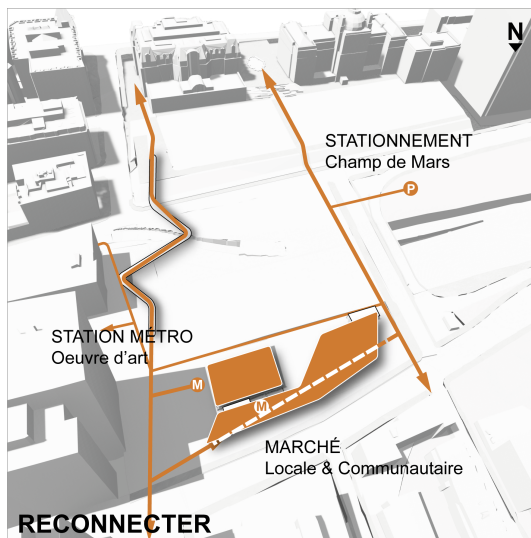 N
STATIONNEMENT
Champ de Mars
P
STATION MÉTRO
Oeuvre d'art
M
M
MARCHÉ
Locale & Communautaire
RECONNECTER